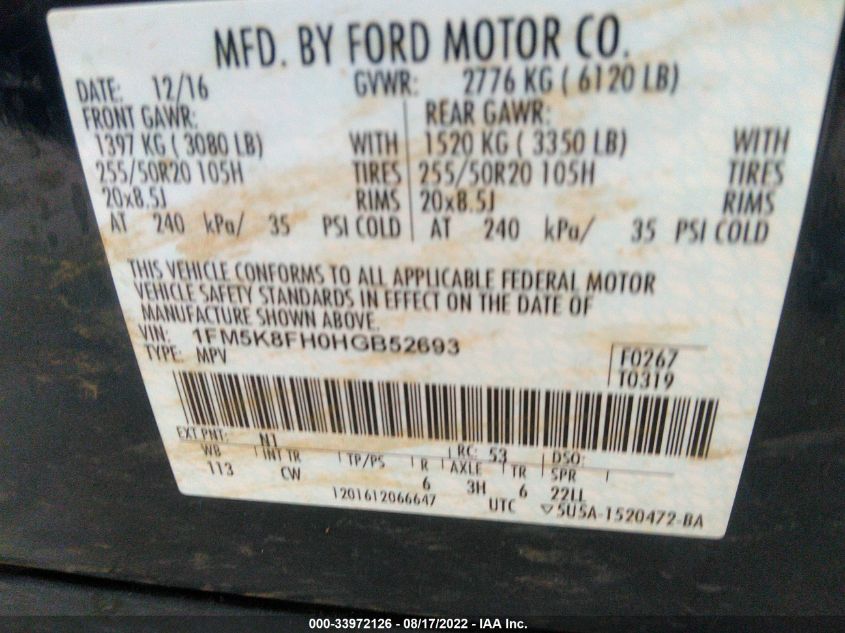 MFD. BY FORD MOTOR CO.
DATE: 12/16 GVWR: 2776 KG ( 6120 LB)
FRONT GAWR: REAR GAWR:
1397 KG ( 3080 LB) WITH 1520 KG ( 3350 LB) WITH
255/50R20 105H TIRES 255/50R20 105H TIRES
20x8.5J RIMS 20x8.5J RIMS
AT 240 kPa/ 35 PSI COLD AT 240 kPa/ 35 PSI COLD
THIS VEHICLE CONFORMS TO ALL APPLICABLE FEDERAL MOTOR
VEHICLE SAFETY STANDARDS IN EFFECT ON THE DATE OF
MANUFACTURE SHOWN ABOVE.
VIN: 1FM5K8FH0HGB52693
TYPE: MPV
F0267
T0319
EXT PNT: N1 RC: 53 DSO:
WB INT TR TP/PS R AXLE TR SPR
113 CW 6 3H 6 22LL
1201612066647 UTC ▽5U5A-1520472-BA
000-33972126 - 08/17/2022 - IAA Inc.